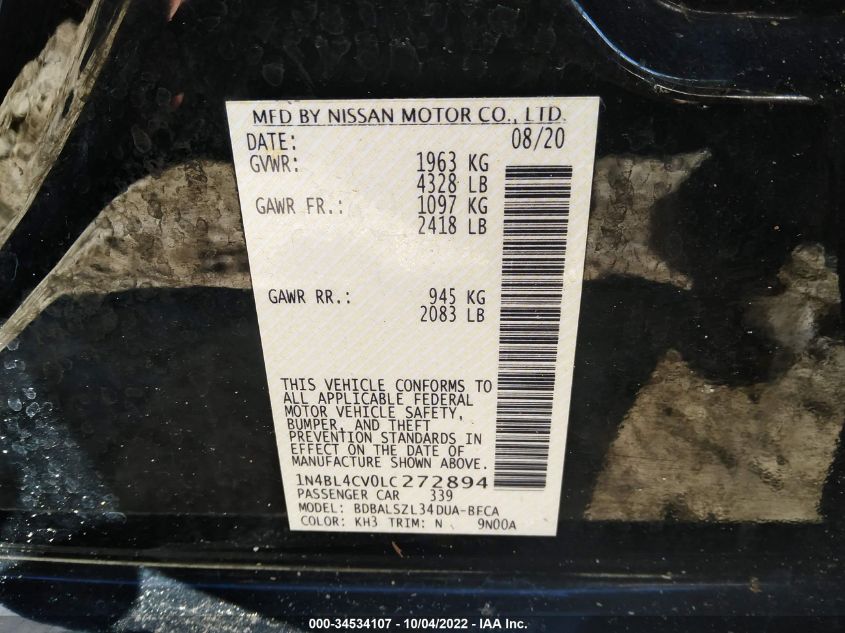 MFD BY NISSAN MOTOR CO., LTD.
DATE: 08/20
GVWR: 1963 KG
4328 LB
GAWR FR.: 1097 KG
2418 LB
GAWR RR.: 945 KG
2083 LB
THIS VEHICLE CONFORMS TO
ALL APPLICABLE FEDERAL
MOTOR VEHICLE SAFETY,
BUMPER, AND THEFT
PREVENTION STANDARDS IN
EFFECT ON THE DATE OF
MANUFACTURE SHOWN ABOVE.
1N4BL4CV0LC272894
PASSENGER CAR 339
MODEL: BDBALSZL34DUA-BFCA
COLOR: KH3 TRIM: N 9N00A
000-34534107 - 10/04/2022 - IAA Inc.